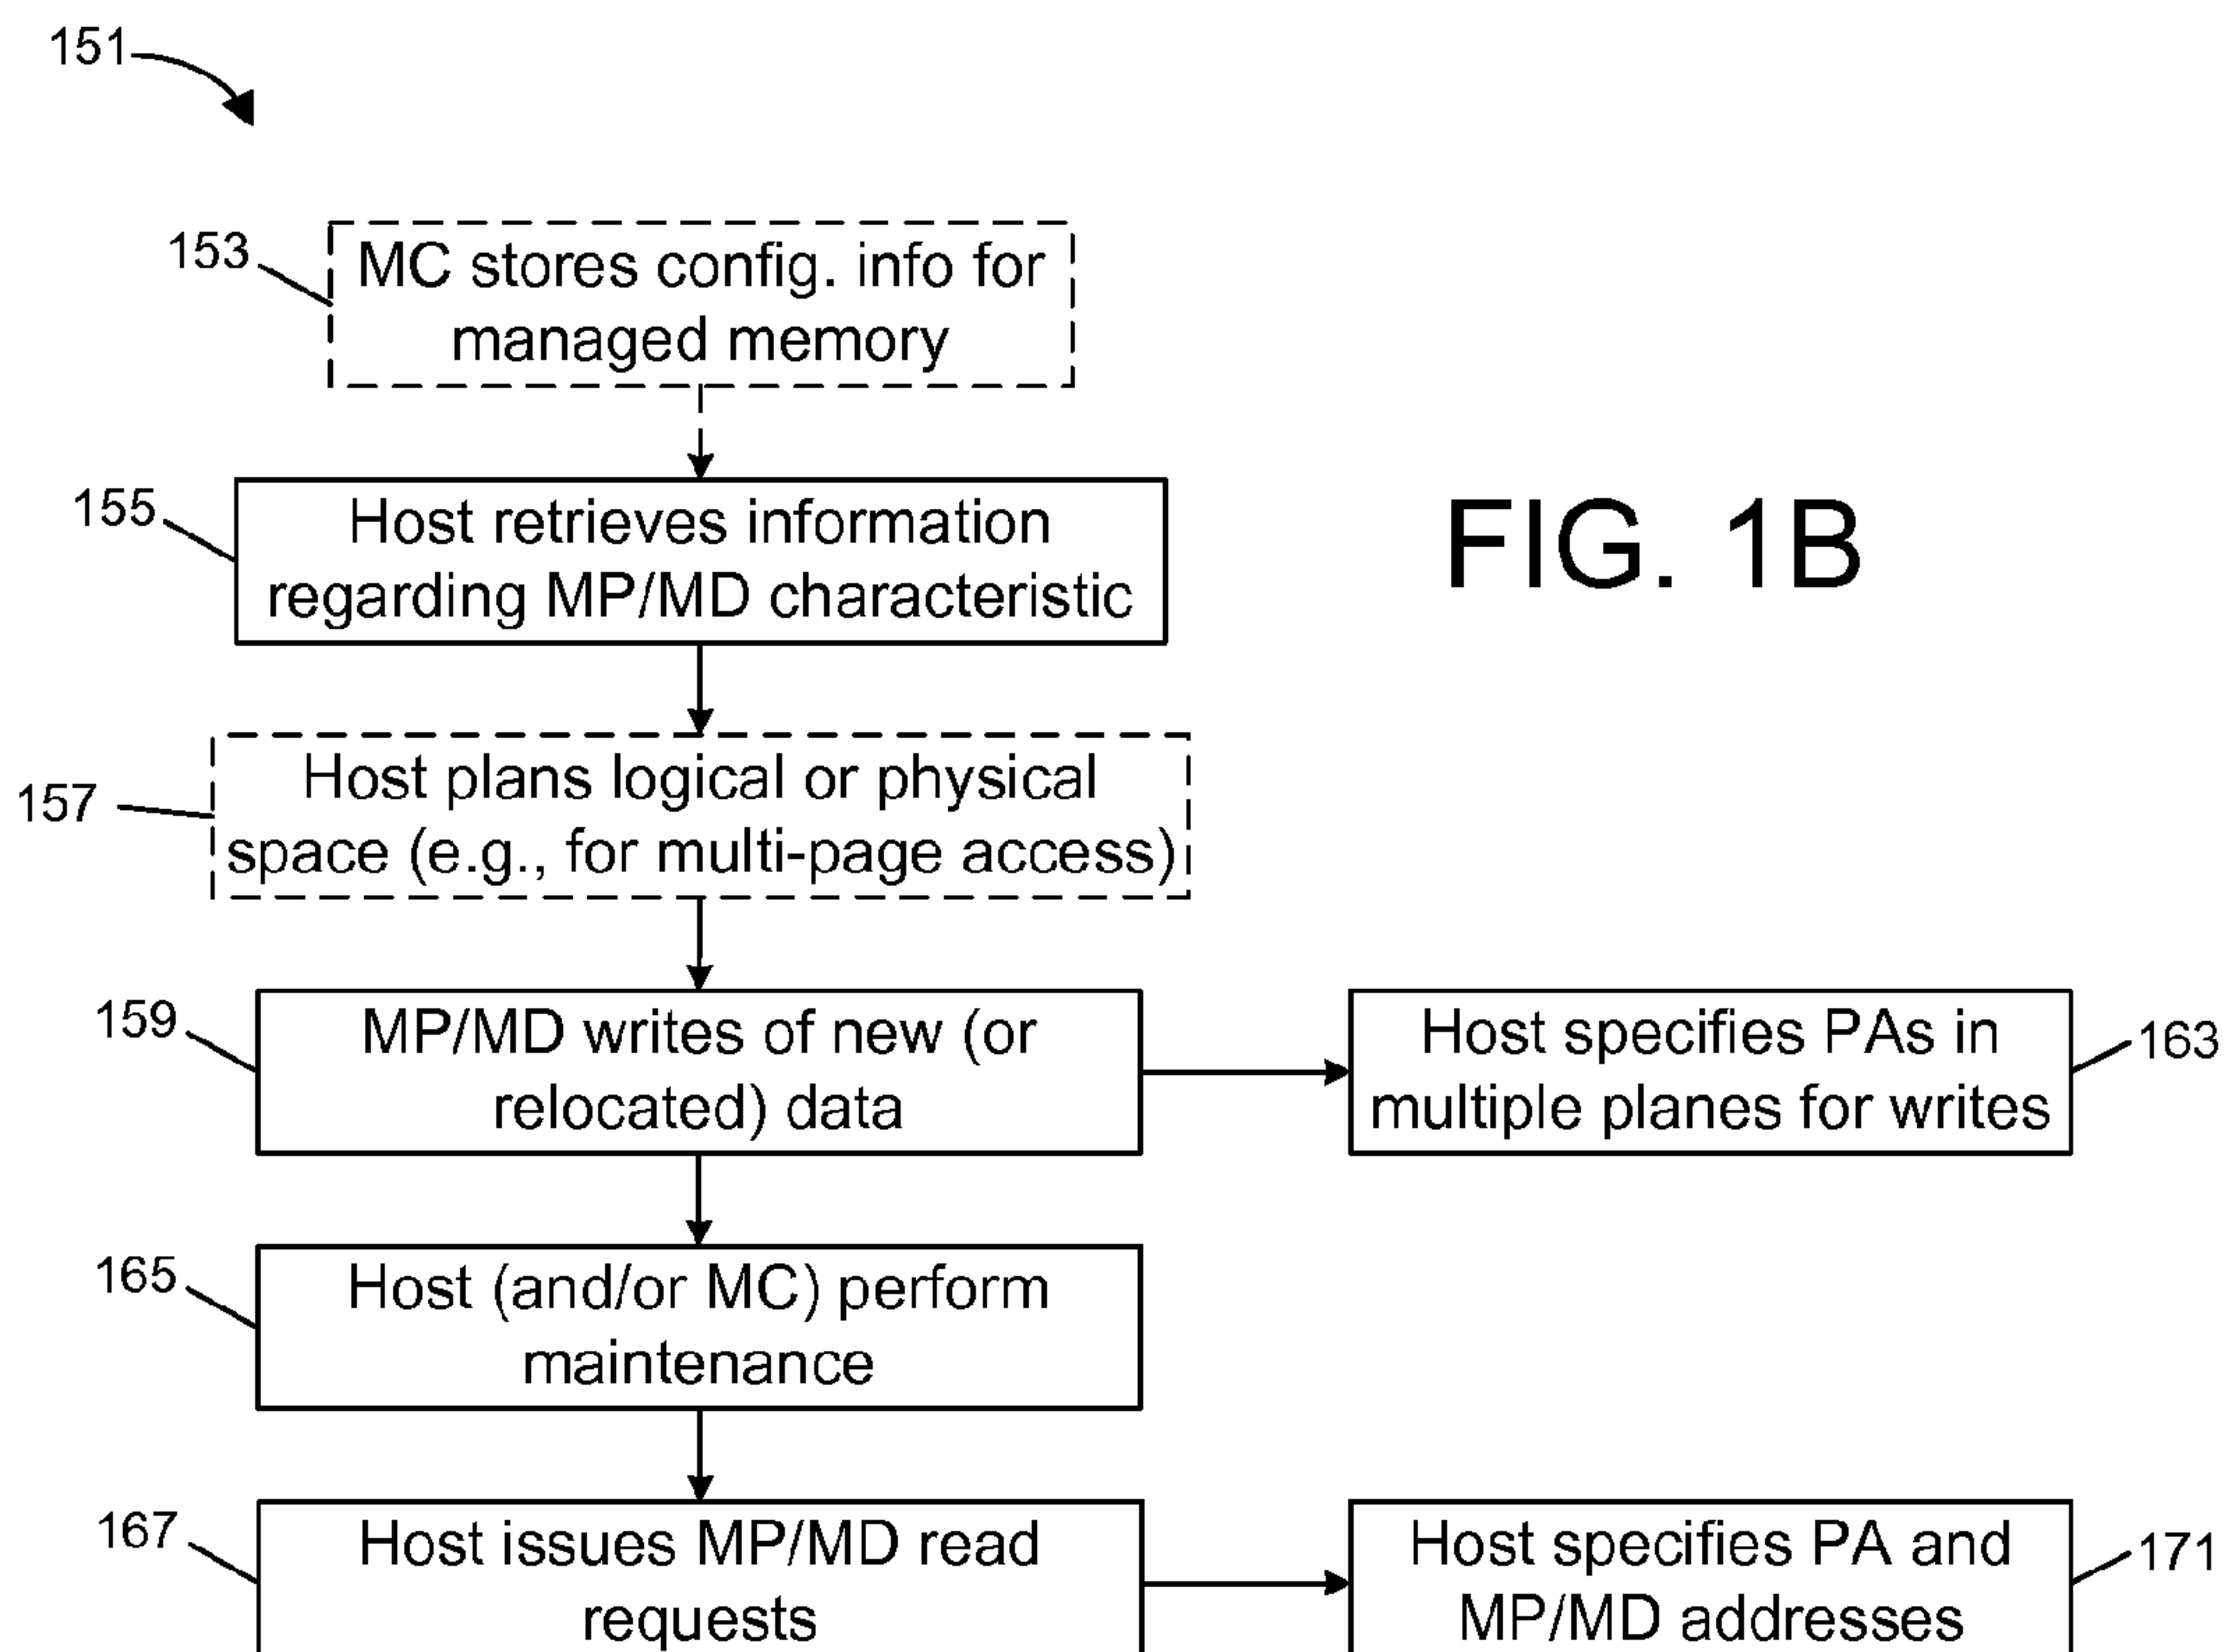 151
153
MC stores config. info for
managed memory
155
Host retrieves information
regarding MP/MD characteristic
FIG. 1B
157
Host plans logical or physical
space (e.g., for multi-page access)
159
MP/MD writes of new (or
relocated) data
Host specifies PAs in
multiple planes for writes
163
165
Host (and/or MC) perform
maintenance
167
Host issues MP/MD read
requests
Host specifies PA and
MP/MD addresses
171